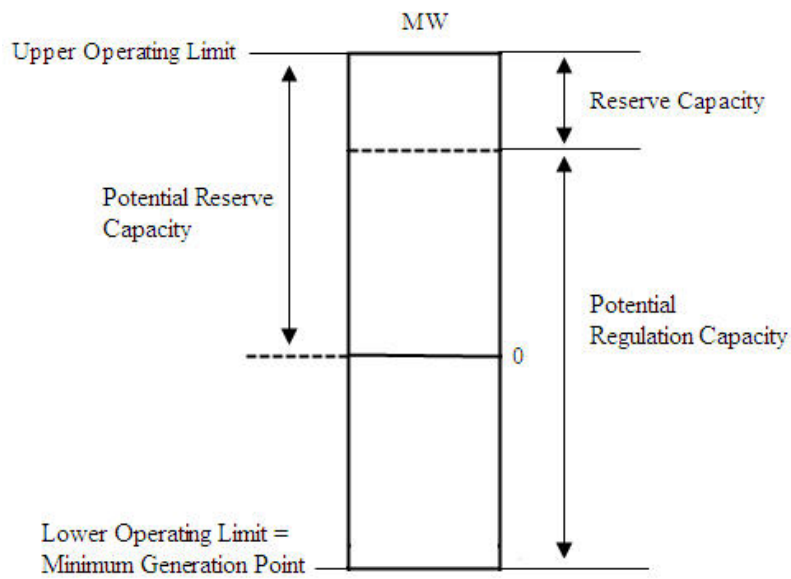 MW
Upper Operating Limit
Reserve Capacity
Potential Reserve
Capacity
Potential
Regulation Capacity
0
Lower Operating Limit =
Minimum Generation Point